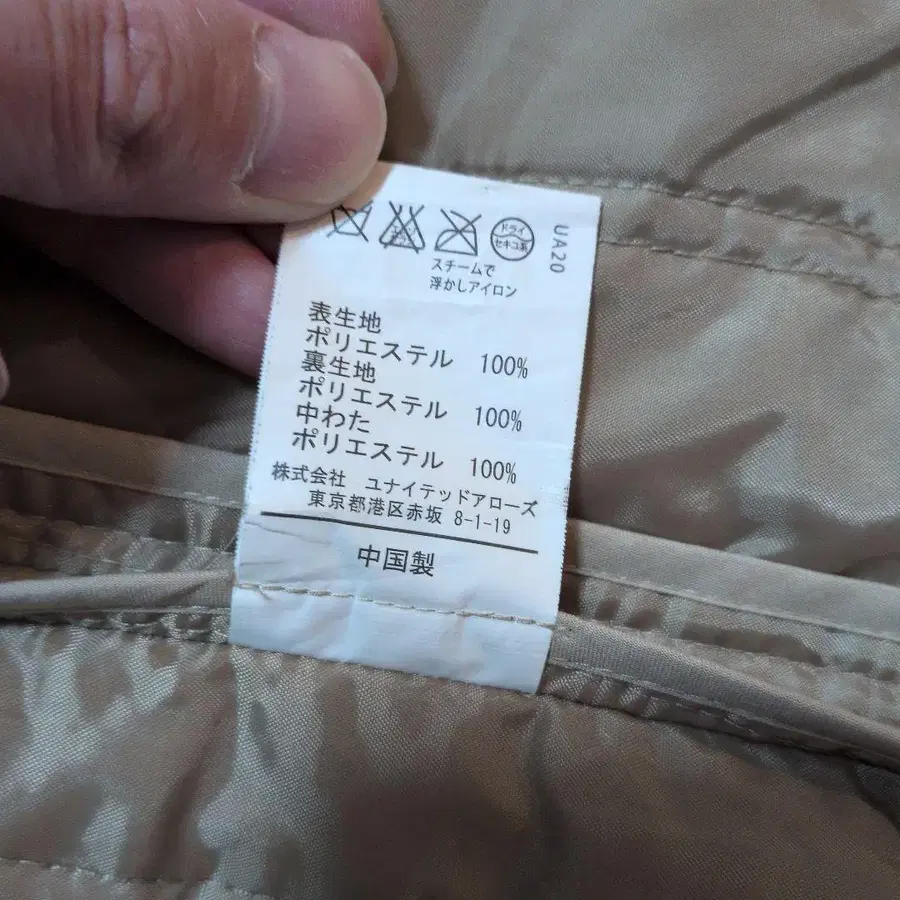 ドライ
セキユ系
UA20
スチームで
浮かしアイロン
表生地
ポリエステル 100%
裏生地
ポリエステル 100%
中わた
ポリエステル 100%
株式会社 ユナイテッドアローズ
東京都港区赤坂 8-1-19
中国製